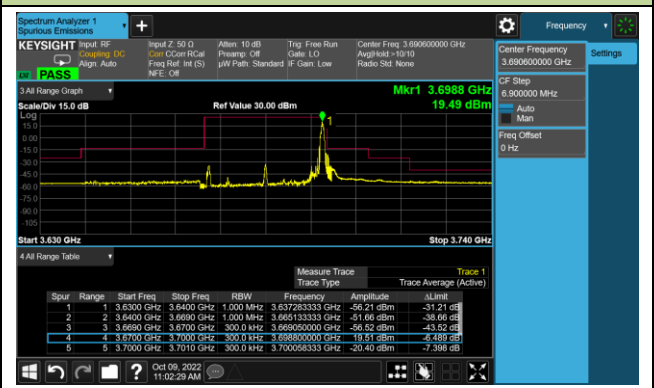 Spectrum Analyzer 1
Spurious Emissions
Frequency
KEYSIGHT Input: RF Input Z: 50 Ω Atten: 10 dB Trig: Free Run Center Freq: 3.690600000 GHz
Coupling: DC Corr CCorr RCal Preamp: Off Gate: LO Avg|Hold:>10/10
Align: Auto Freq Ref: Int (S) µW Path: Standard IF Gain: Low Radio Std: None
NFE: Off
PASS
Center Frequency
3.690600000 GHz
Settings
CF Step
6.900000 MHz
Auto
Man
Freq Offset
0 Hz
3 All Range Graph
Mkr1 3.6988 GHz
Scale/Div 15.0 dB Ref Value 30.00 dBm 19.49 dBm
Log
15.0
0.00
-15.0
-30.0
-45.0
-60.0
-75.0
-90.0
-105
1
Start 3.630 GHz Stop 3.740 GHz
4 All Range Table
Measure Trace Trace 1
Trace Type Trace Average (Active)
Spur Range Start Freq Stop Freq RBW Frequency Amplitude ΔLimit
1 1 3.6300 GHz 3.6400 GHz 1.000 MHz 3.637283333 GHz -56.21 dBm -31.21 dB
2 2 3.6400 GHz 3.6690 GHz 1.000 MHz 3.665133333 GHz -51.66 dBm -38.66 dB
3 3 3.6690 GHz 3.6700 GHz 300.0 kHz 3.669050000 GHz -56.52 dBm -43.52 dB
4 4 3.6700 GHz 3.7000 GHz 300.0 kHz 3.698800000 GHz 19.51 dBm -6.489 dB
5 5 3.7000 GHz 3.7010 GHz 300.0 kHz 3.700058333 GHz -20.40 dBm -7.398 dB
Oct 09, 2022
11:02:29 AM